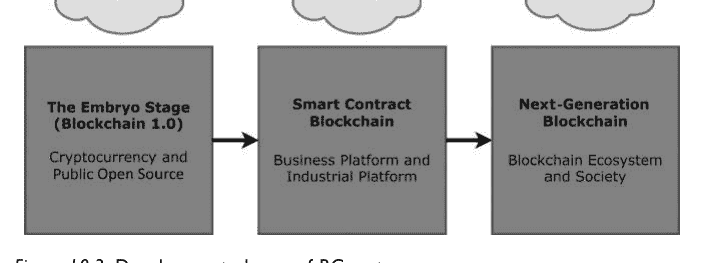 The Embryo Stage
(Blockchain 1.0)
Cryptocurrency and
Public Open Source
Smart Contract
Blockchain
Business Platform and
Industrial Platform
Next-Generation
Blockchain
Blockchain Ecosystem
and Society